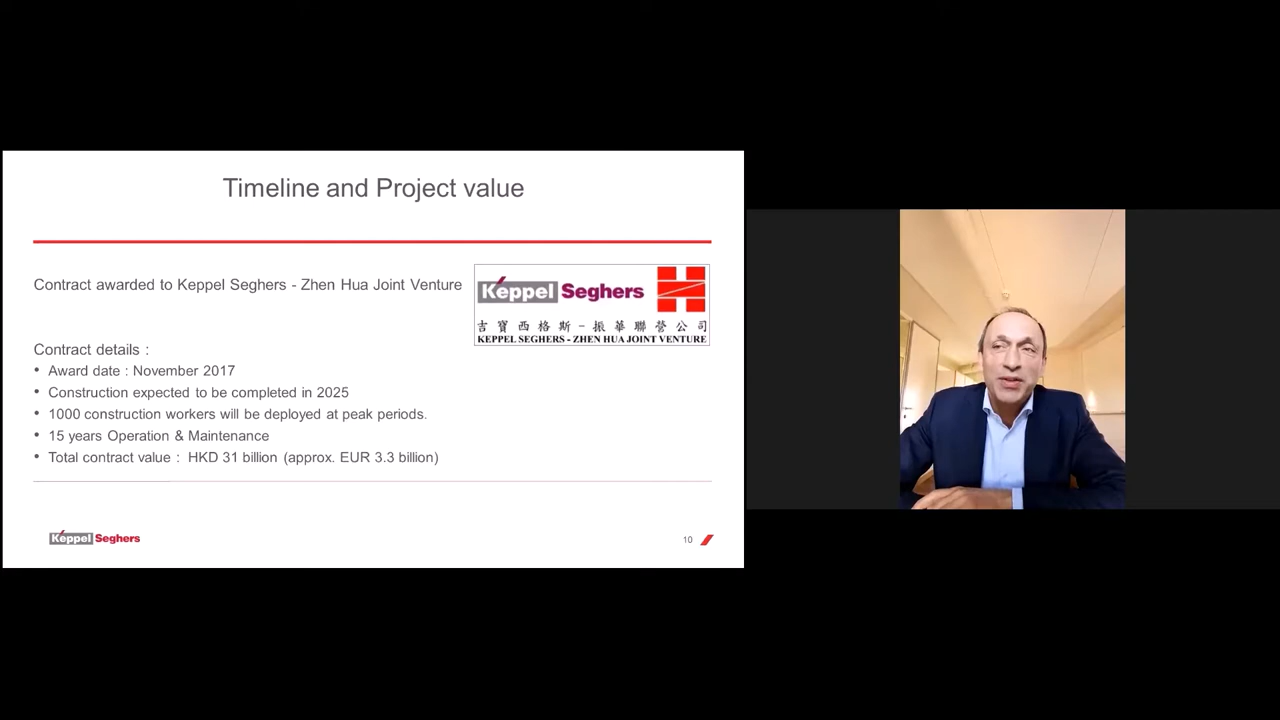 Timeline and Project value
Contract awarded to Keppel Seghers - Zhen Hua Joint Venture
Keppel Seghers
吉寶西格斯-振華聯營公司
KEPPEL SEGHERS - ZHEN HUA JOINT VENTURE
Contract details :
• Award date : November 2017
• Construction expected to be completed in 2025
• 1000 construction workers will be deployed at peak periods.
• 15 years Operation & Maintenance
• Total contract value : HKD 31 billion (approx. EUR 3.3 billion)
Keppel Seghers
10